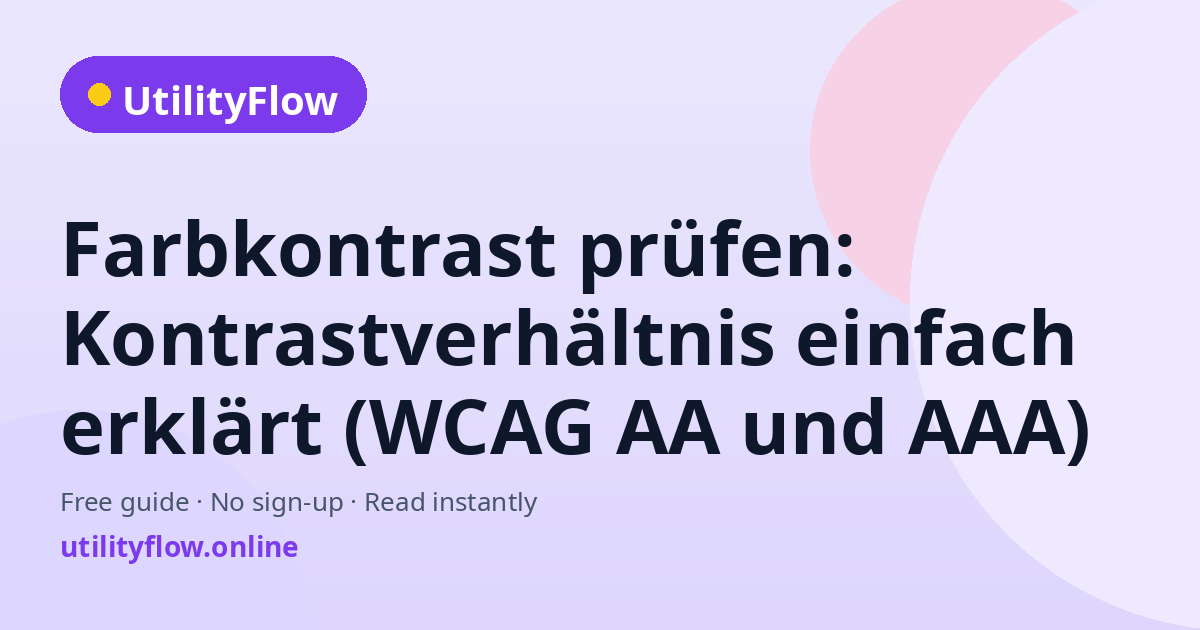 UtilityFlow
Farbkontrast prüfen:
Kontrastverhältnis einfach
erklärt (WCAG AA und AAA)
Free guide · No sign-up · Read instantly
utilityflow.online